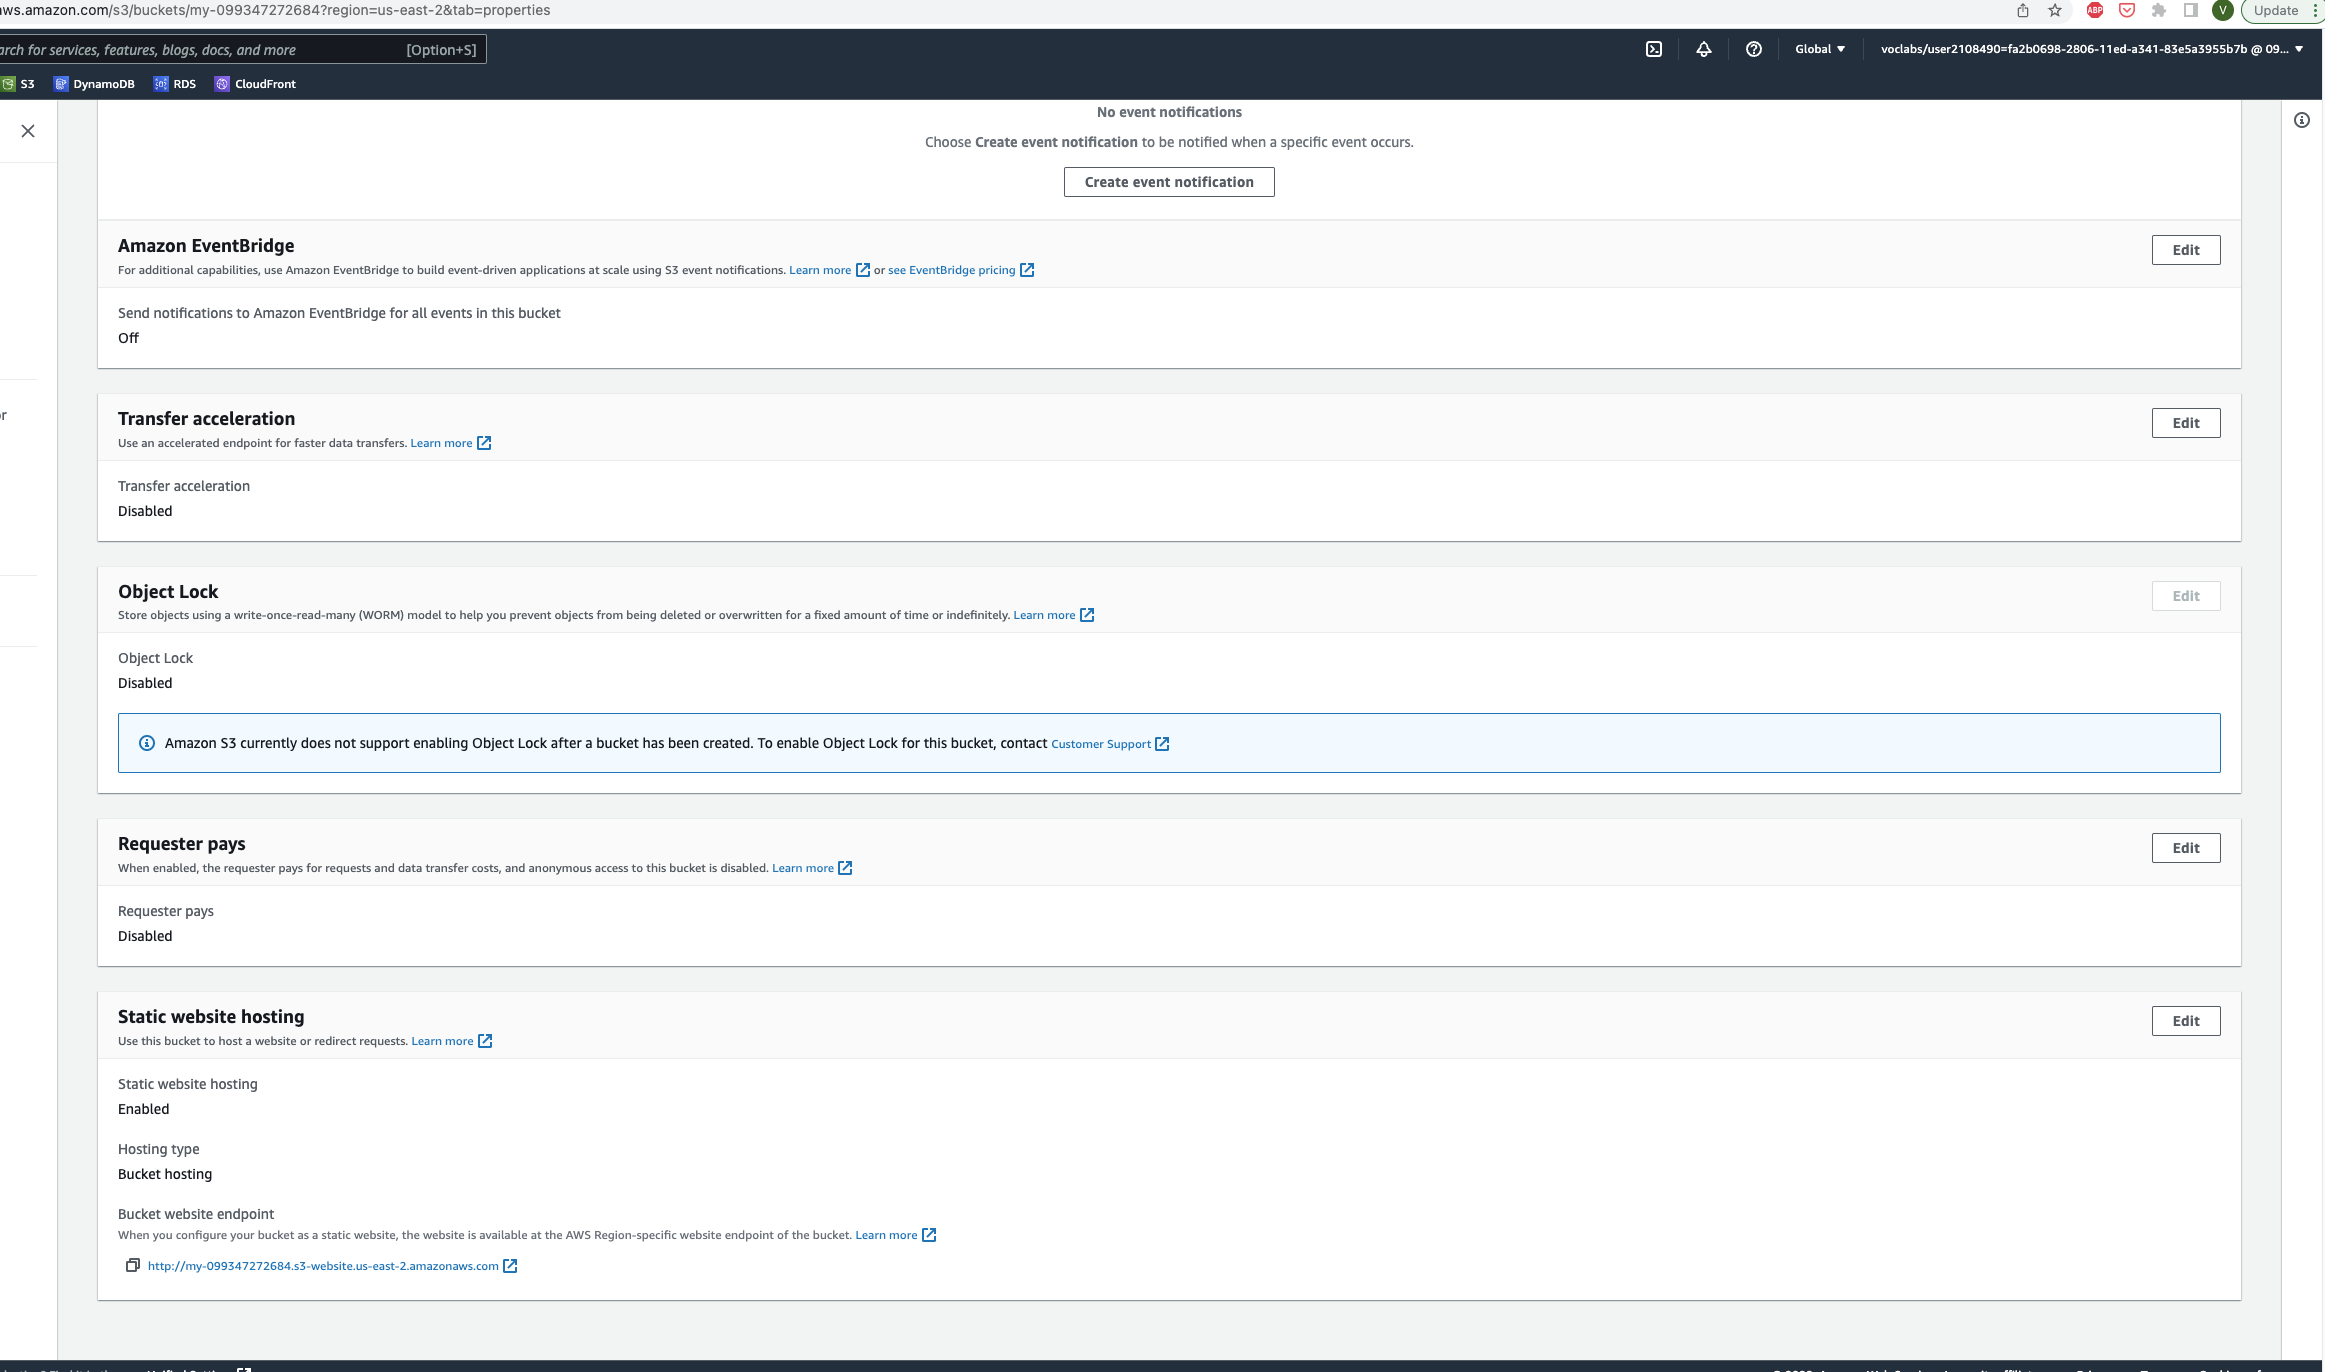 aws.amazon.com/s3/buckets/my-099347272684?region=us-east-2&tab=properties
ABP
V
Update
arch for services, features, blogs, docs, and more [Option+S]
Global
voclabs/user2108490=fa2b0698-2806-11ed-a341-83e5a3955b7b @ 09...
S3
DynamoDB
RDS
CloudFront
No event notifications
Choose Create event notification to be notified when a specific event occurs.
Create event notification
Amazon EventBridge
Edit
For additional capabilities, use Amazon EventBridge to build event-driven applications at scale using S3 event notifications. Learn more or see EventBridge pricing
Send notifications to Amazon EventBridge for all events in this bucket
Off
Transfer acceleration
Edit
Use an accelerated endpoint for faster data transfers. Learn more
or
Transfer acceleration
Disabled
Object Lock
Edit
Store objects using a write-once-read-many (WORM) model to help you prevent objects from being deleted or overwritten for a fixed amount of time or indefinitely. Learn more
Object Lock
Disabled
Amazon S3 currently does not support enabling Object Lock after a bucket has been created. To enable Object Lock for this bucket, contact Customer Support
Requester pays
Edit
When enabled, the requester pays for requests and data transfer costs, and anonymous access to this bucket is disabled. Learn more
Requester pays
Disabled
Static website hosting
Edit
Use this bucket to host a website or redirect requests. Learn more
Static website hosting
Enabled
Hosting type
Bucket hosting
Bucket website endpoint
When you configure your bucket as a static website, the website is available at the AWS Region-specific website endpoint of the bucket. Learn more
http://my-099347272684.s3-website.us-east-2.amazonaws.com